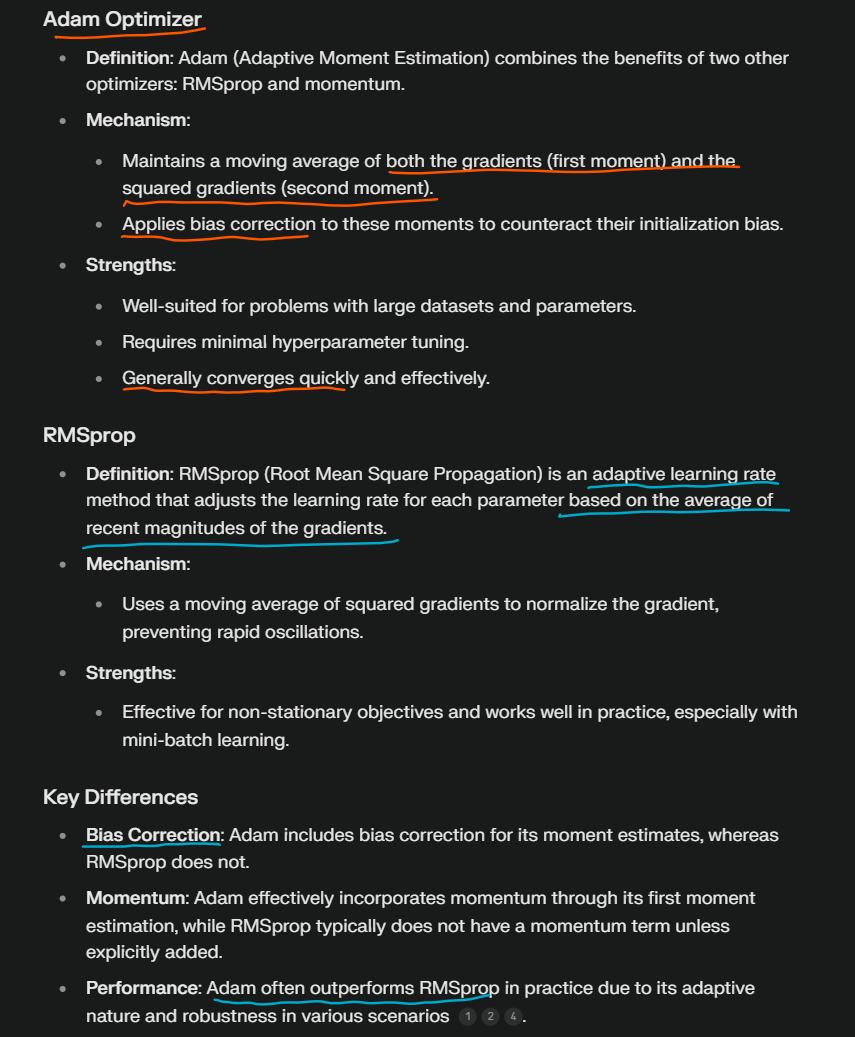 Adam Optimizer
Definition: Adam (Adaptive Moment Estimation) combines the benefits of two other
optimizers: RMSprop and momentum.
Mechanism:
Maintains a moving average of both the gradients (first moment) and the
squared gradients (second moment).
Applies bias correction to these moments to counteract their initialization bias.
Strengths:
Well-suited for problems with large datasets and parameters.
Requires minimal hyperparameter tuning.
Generally converges quickly and effectively.
RMSprop
Definition: RMSprop (Root Mean Square Propagation) is an adaptive learning rate
method that adjusts the learning rate for each parameter based on the average of
recent magnitudes of the gradients.
Mechanism:
Uses a moving average of squared gradients to normalize the gradient,
preventing rapid oscillations.
Strengths:
Effective for non-stationary objectives and works well in practice, especially with
mini-batch learning.
Key Differences
Bias Correction: Adam includes bias correction for its moment estimates, whereas
RMSprop does not.
Momentum: Adam effectively incorporates momentum through its first moment
estimation, while RMSprop typically does not have a momentum term unless
explicitly added.
Performance: Adam often outperforms RMSprop in practice due to its adaptive
nature and robustness in various scenarios 1 2 4.